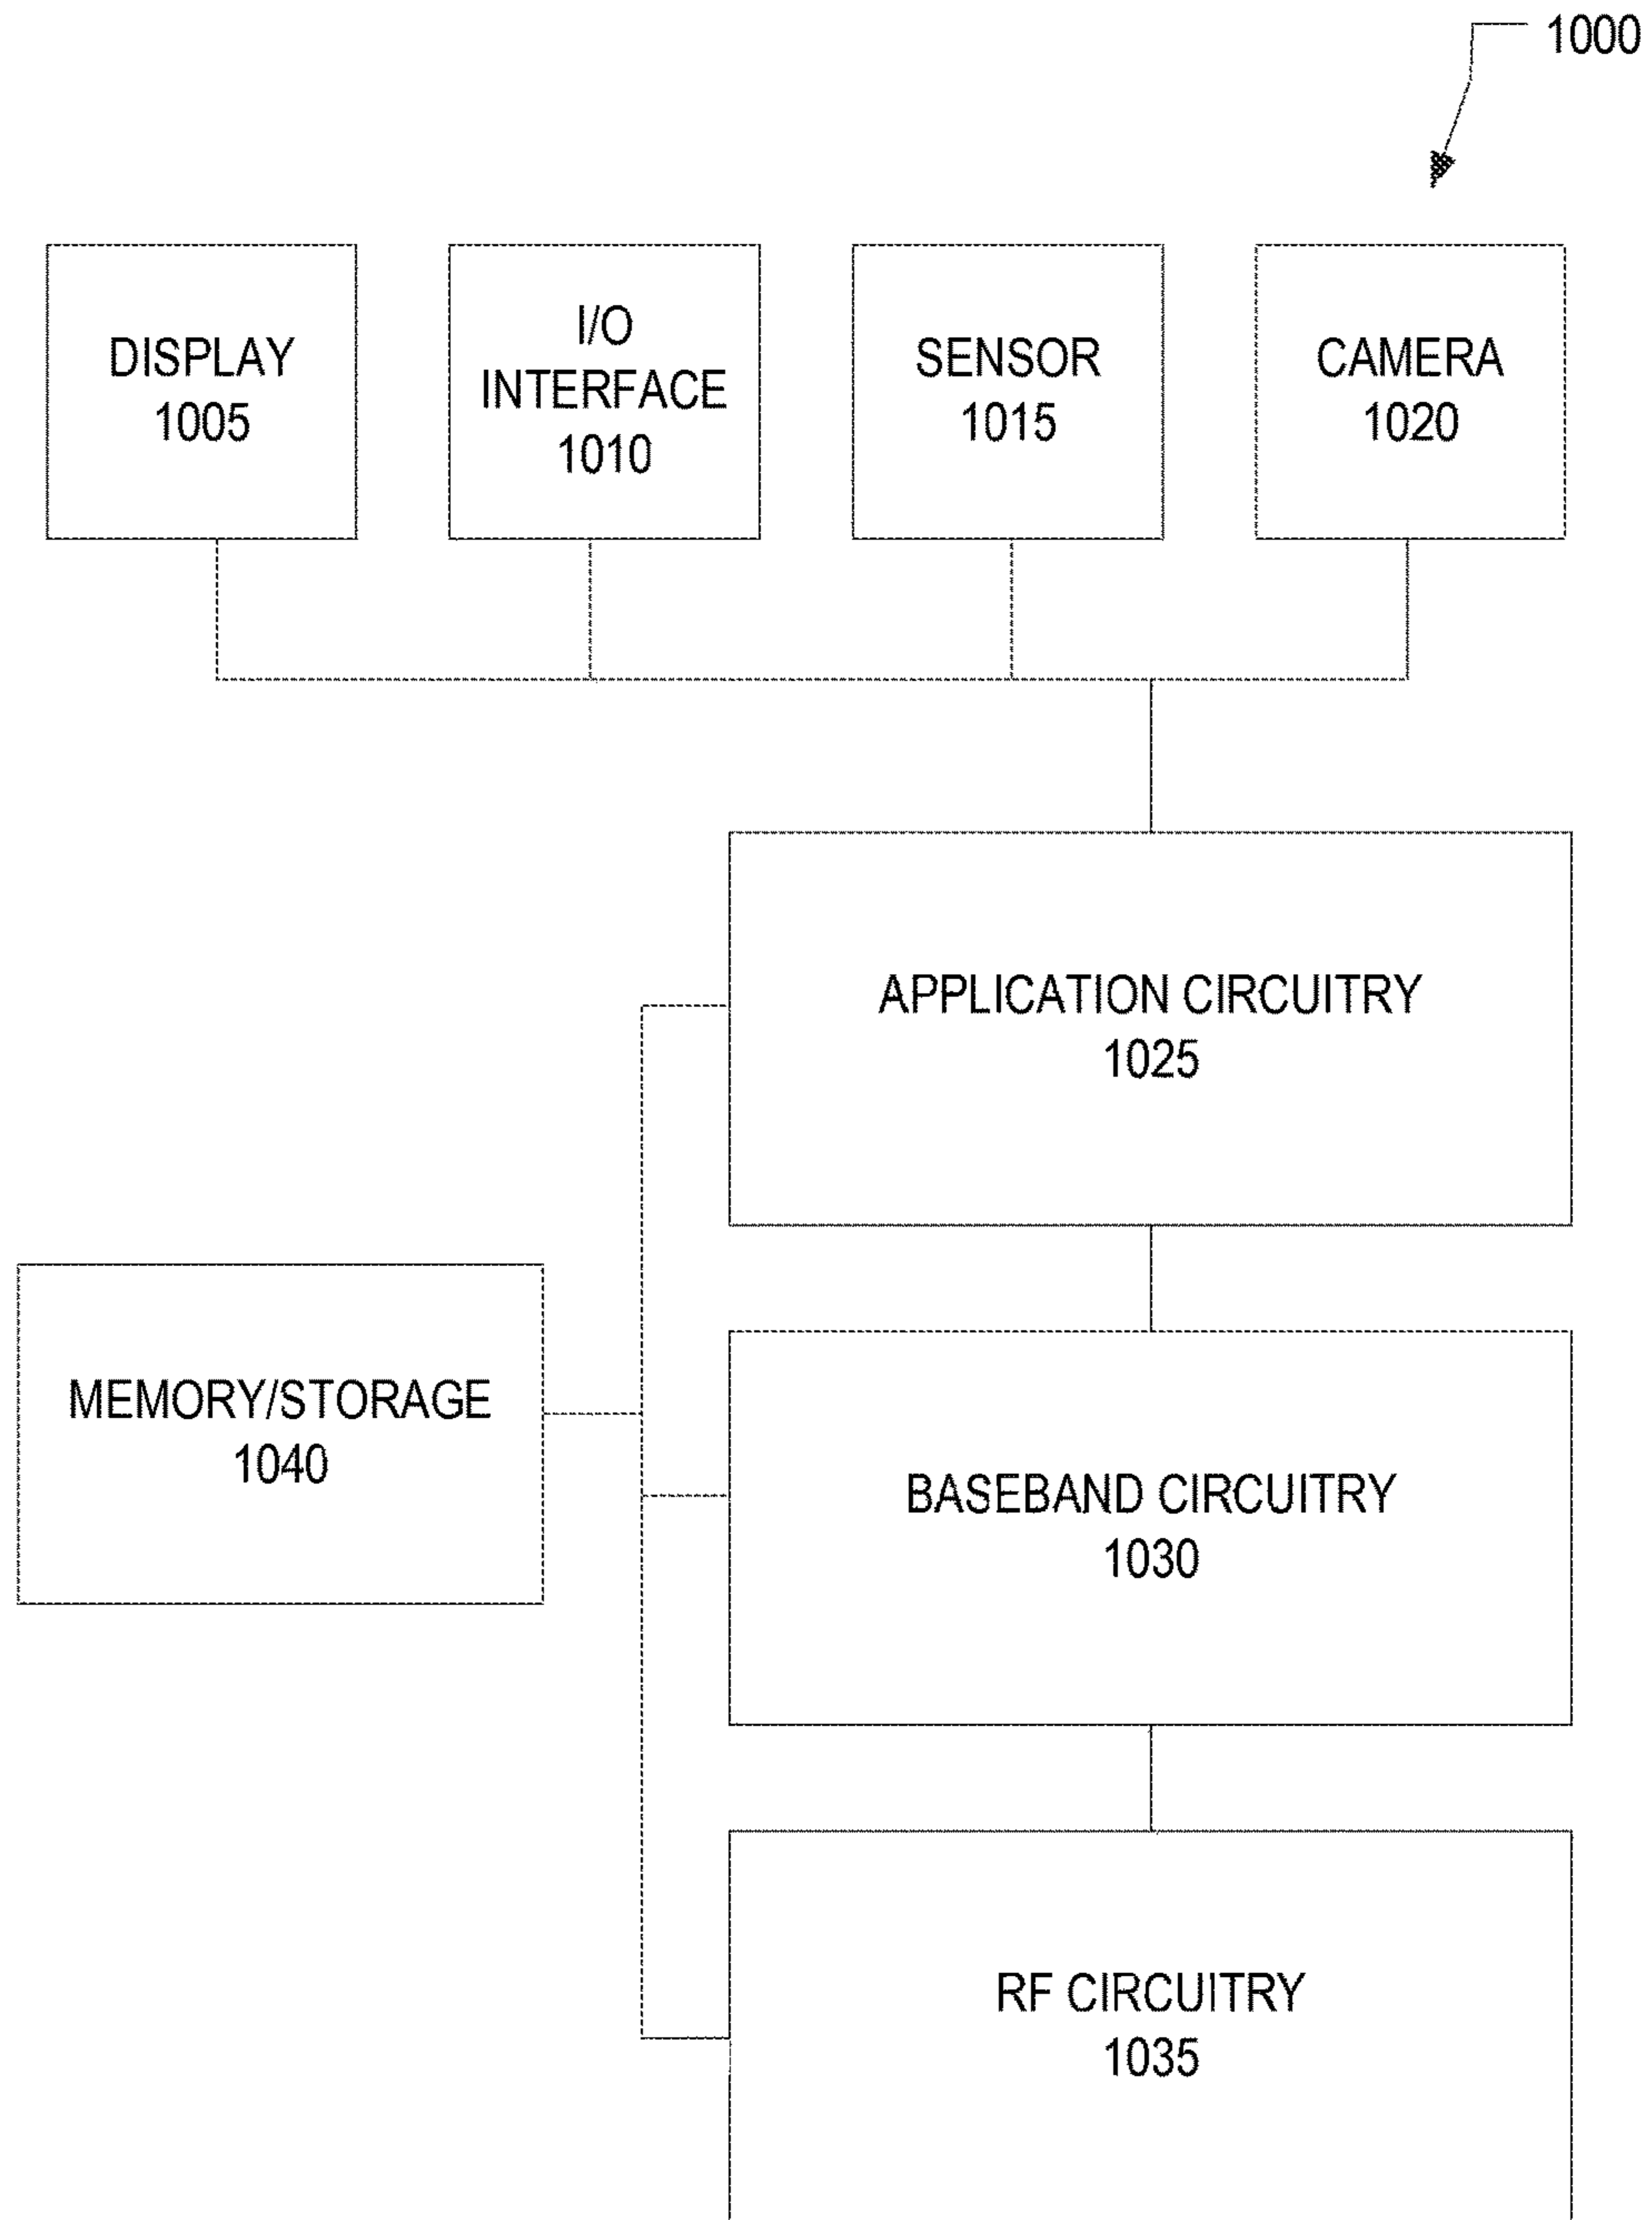 1000
DISPLAY
1005
I/O
INTERFACE
1010
SENSOR
1015
CAMERA
1020
APPLICATION CIRCUITRY
1025
MEMORY/STORAGE
1040
BASEBAND CIRCUITRY
1030
RF CIRCUITRY
1035